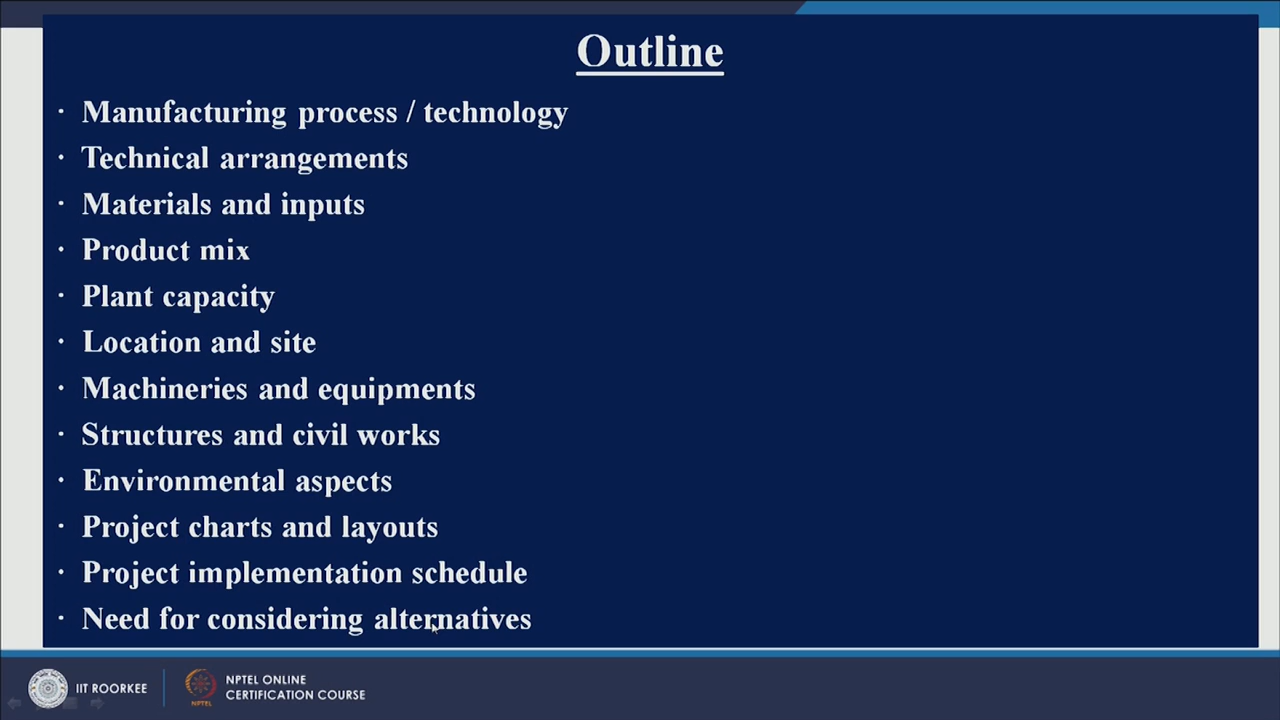 Outline
· Manufacturing process / technology
· Technical arrangements
· Materials and inputs
· Product mix
· Plant capacity
· Location and site
· Machineries and equipments
· Structures and civil works
· Environmental aspects
· Project charts and layouts
· Project implementation schedule
· Need for considering alternatives
IIT ROORKEE
NPTEL
NPTEL ONLINE
CERTIFICATION COURSE